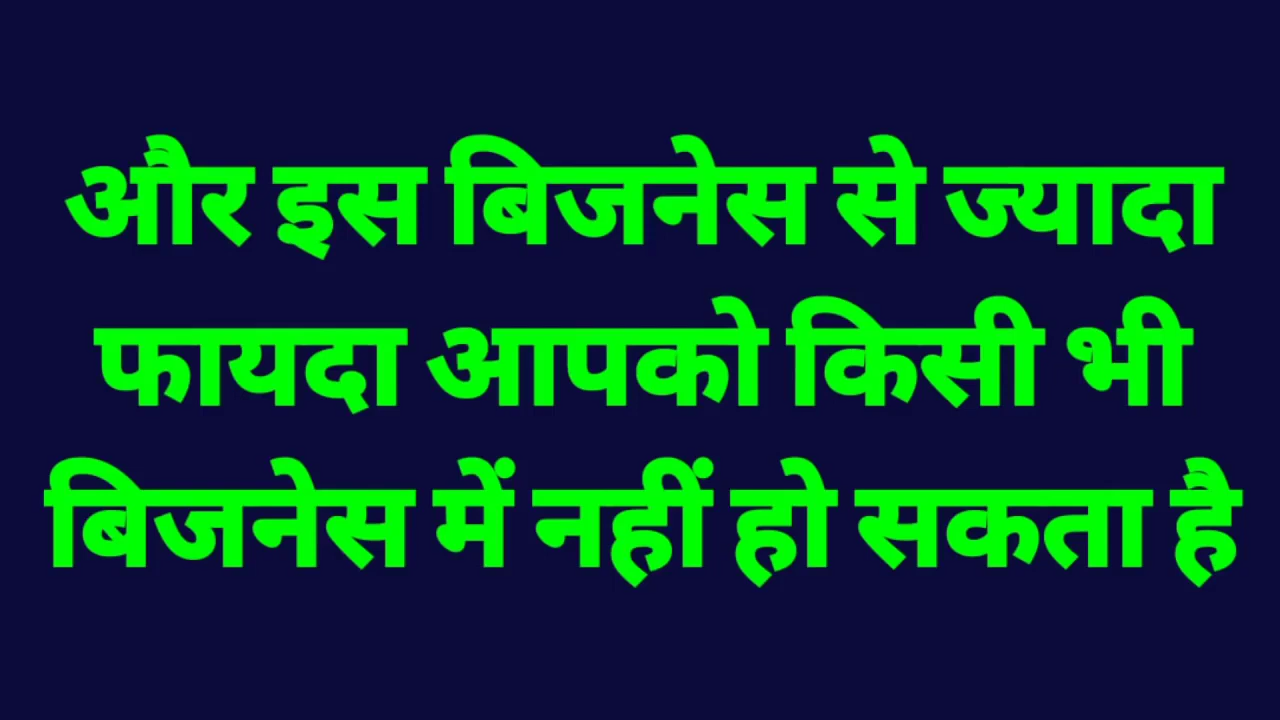 और इस बिजनेस से ज्यादा
फायदा आपको किसी भी
बिजनेस में नहीं हो सकता है